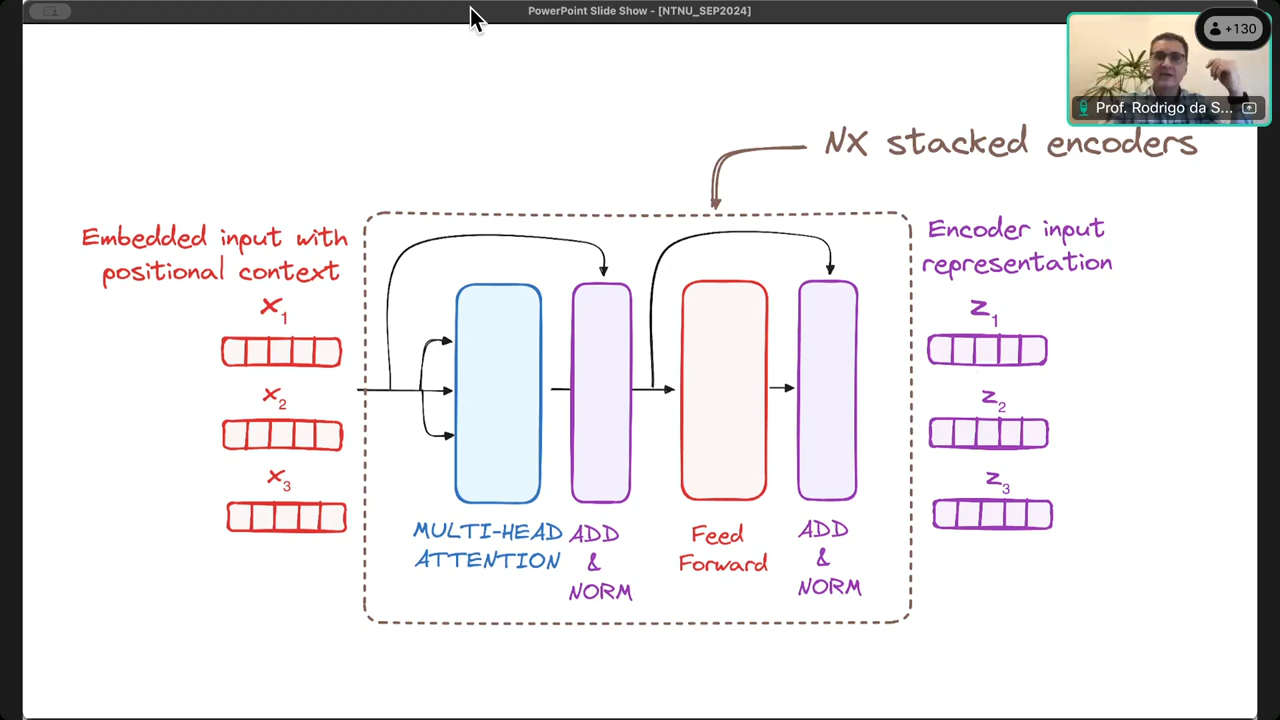 PowerPoint Slide Show - [NTNU_SEP2024]
+130
Prof. Rodrigo da S...
NX stacked encoders
Embedded input with
positional context
Encoder input
representation
x1
x2
x3
z1
z2
z3
MULTI-HEAD
ATTENTION
ADD
&
NORM
Feed
Forward
ADD
&
NORM